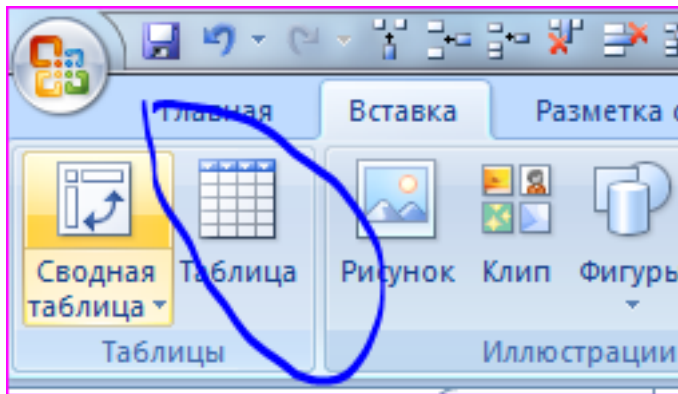 Главная Вставка Разметка с
Сводная таблица Таблица Рисунок Клип Фигуры
Таблицы Иллюстрации